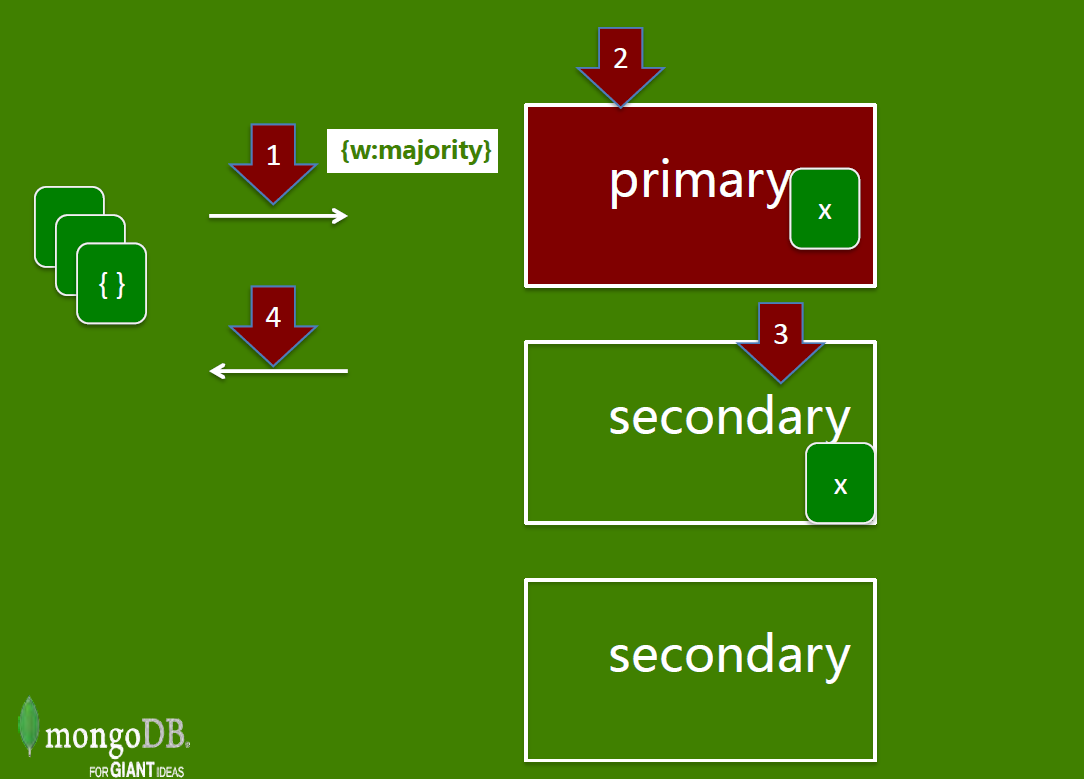 2
1
{w:majority}
primary
x
{ }
4
3
secondary
x
secondary
mongoDB
FOR GIANT IDEAS